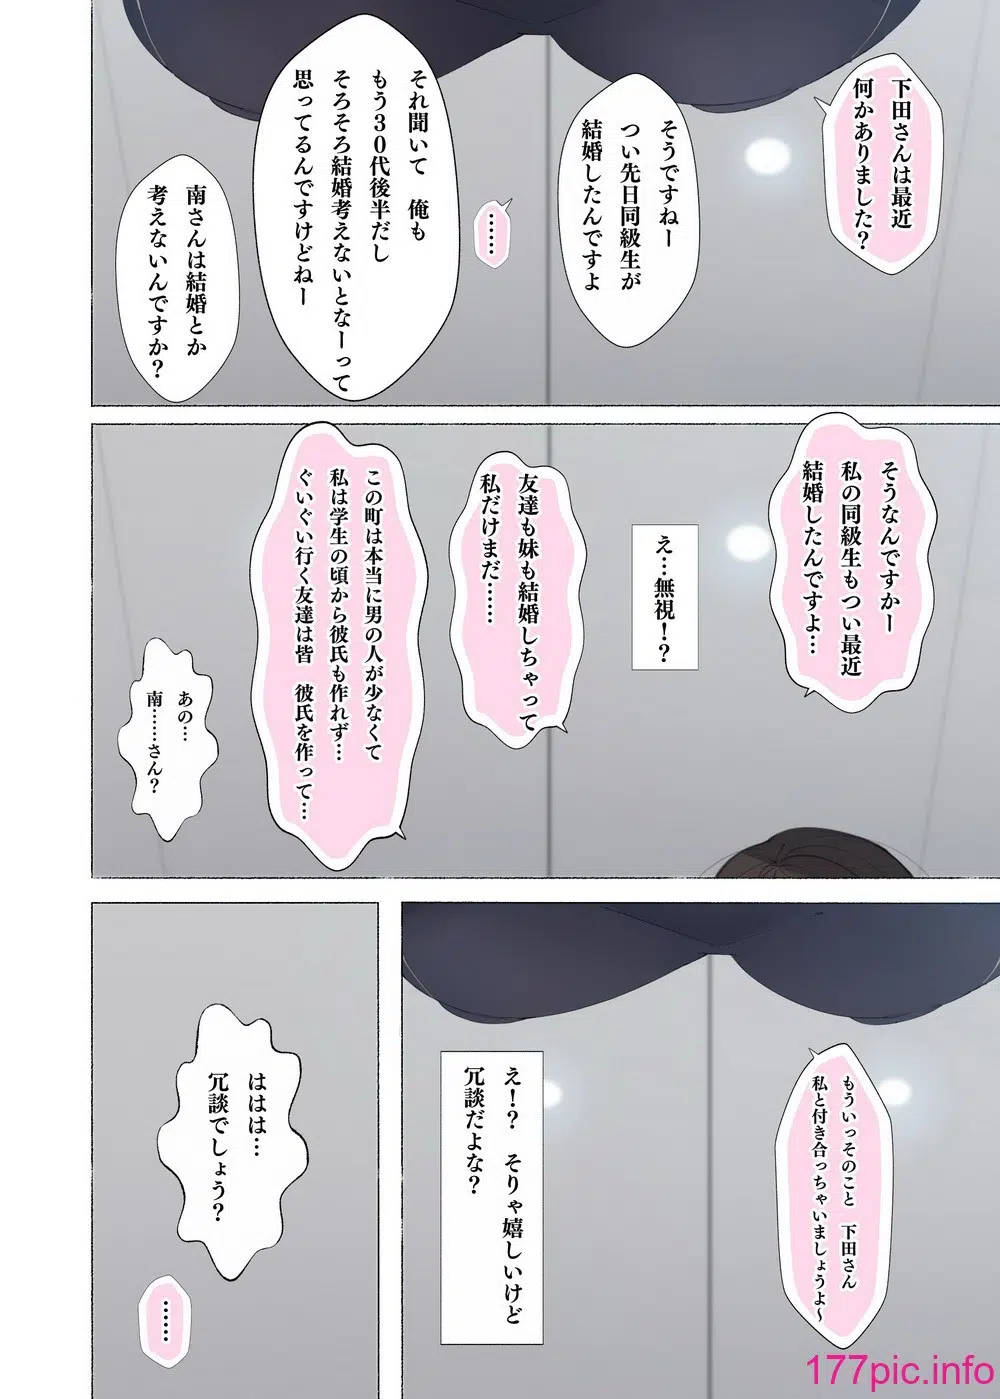 下田さんは最近
何かありました？
そうですねー
つい先日同級生が
結婚したんですよ
……
それ聞いて　俺も
もう３０代後半だし
そろそろ結婚考えないとなーって
思ってるんですけどねー
南さんは結婚とか
考えないんですか？
そうなんですかー
私の同級生もつい最近
結婚したんですよ…
え…無視！？
友達も妹も結婚しちゃって
私だけまだ……
この町は本当に男の人が少なくて
私は学生の頃から彼氏も作れず…
ぐいぐい行く友達は皆　彼氏を作って…
あの…
南……さん？
もういっそのこと　下田さん
私と付き合っちゃいましょうよ〜
え！？　そりゃ嬉しいけど
冗談だよな？
ははは…
冗談でしょう？
……
177pic.info